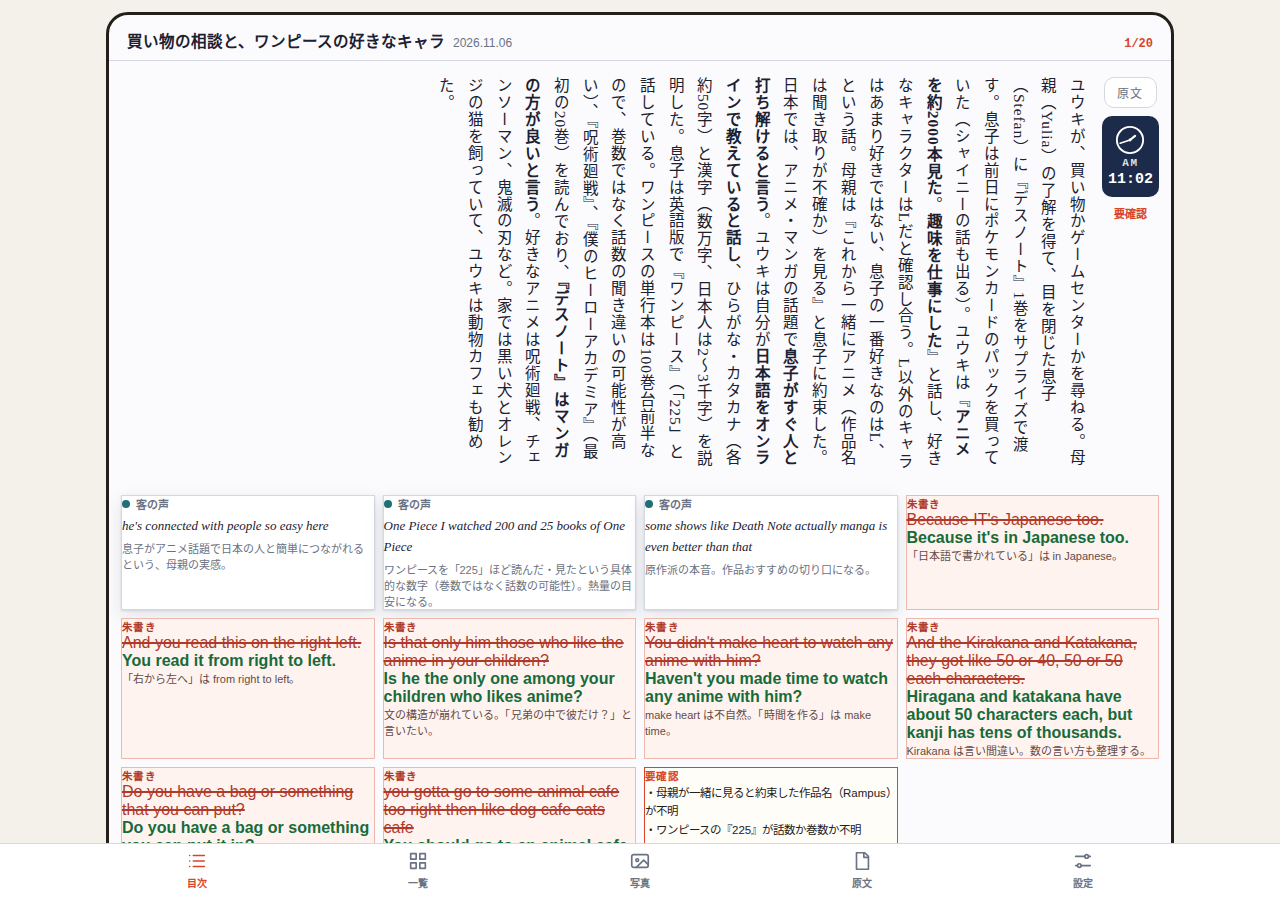 買い物の相談と、ワンピースの好きなキャラ 2026.11.06
1/20
原文
AM
11:02
要確認
ユウキが、買い物かゲームセンターかを尋ねる。母
親（Yulia）の了解を得て、目を閉じた息子
（Stefan）に『デスノート』1巻をサプライズで渡
す。息子は前日にポケモンカードのパックを買って
いた（シャイニーの話も出る）。ユウキは『アニメ
を約2000本見た。趣味を仕事にした』と話し、好き
なキャラクターはLだと確認し合う。L以外のキャラ
はあまり好きではない、息子の一番好きなのはL、
という話。母親は『これから一緒にアニメ（作品名
は聞き取りが不確か）を見る』と息子に約束した。
日本では、アニメ・マンガの話題で息子がすぐ人と
打ち解けると言う。ユウキは自分が日本語をオンラ
インで教えていると話し、ひらがな・カタカナ（各
約50字）と漢字（数万字、日本人は2〜3千字）を説
明した。息子は英語版で『ワンピース』（「225」と
話している。ワンピースの単行本は100巻台前半な
ので、巻数ではなく話数の聞き違いの可能性が高
い）、『呪術廻戦』、『僕のヒーローアカデミア』（最
初の20巻）を読んでおり、『デスノート』はマンガ
の方が良いと言う。好きなアニメは呪術廻戦、チェ
ンソーマン、鬼滅の刃など。家では黒い犬とオレン
ジの猫を飼っていて、ユウキは動物カフェも勧め
た。
客の声
he's connected with people so easy here
息子がアニメ話題で日本の人と簡単につながれる
という、母親の実感。
客の声
One Piece I watched 200 and 25 books of One
Piece
ワンピースを「225」ほど読んだ・見たという具体
的な数字（巻数ではなく話数の可能性）。熱量の目
安になる。
客の声
some shows like Death Note actually manga is
even better than that
原作派の本音。作品おすすめの切り口になる。
朱書き
Because IT's Japanese too.
Because it's in Japanese too.
「日本語で書かれている」は in Japanese。
朱書き
And you read this on the right left.
You read it from right to left.
「右から左へ」は from right to left。
朱書き
Is that only him those who like the
anime in your children?
Is he the only one among your
children who likes anime?
文の構造が崩れている。「兄弟の中で彼だけ？」と
言いたい。
朱書き
You didn't make heart to watch any
anime with him?
Haven't you made time to watch
any anime with him?
make heart は不自然。「時間を作る」は make
time。
朱書き
And the Kirakana and Katakana,
they got like 50 or 40, 50 or 50
each characters.
Hiragana and katakana have
about 50 characters each, but
kanji has tens of thousands.
Kirakana は言い間違い。数の言い方も整理する。
朱書き
Do you have a bag or something
that you can put?
Do you have a bag or something
you can put it in?
朱書き
you gotta go to some animal cafe
too right then like dog cafe cats
cafe
You should go to an animal cafe
要確認
・母親が一緒に見ると約束した作品名（Rampus）
が不明
・ワンピースの『225』が話数か巻数か不明
目次
一覧
写真
原文
設定